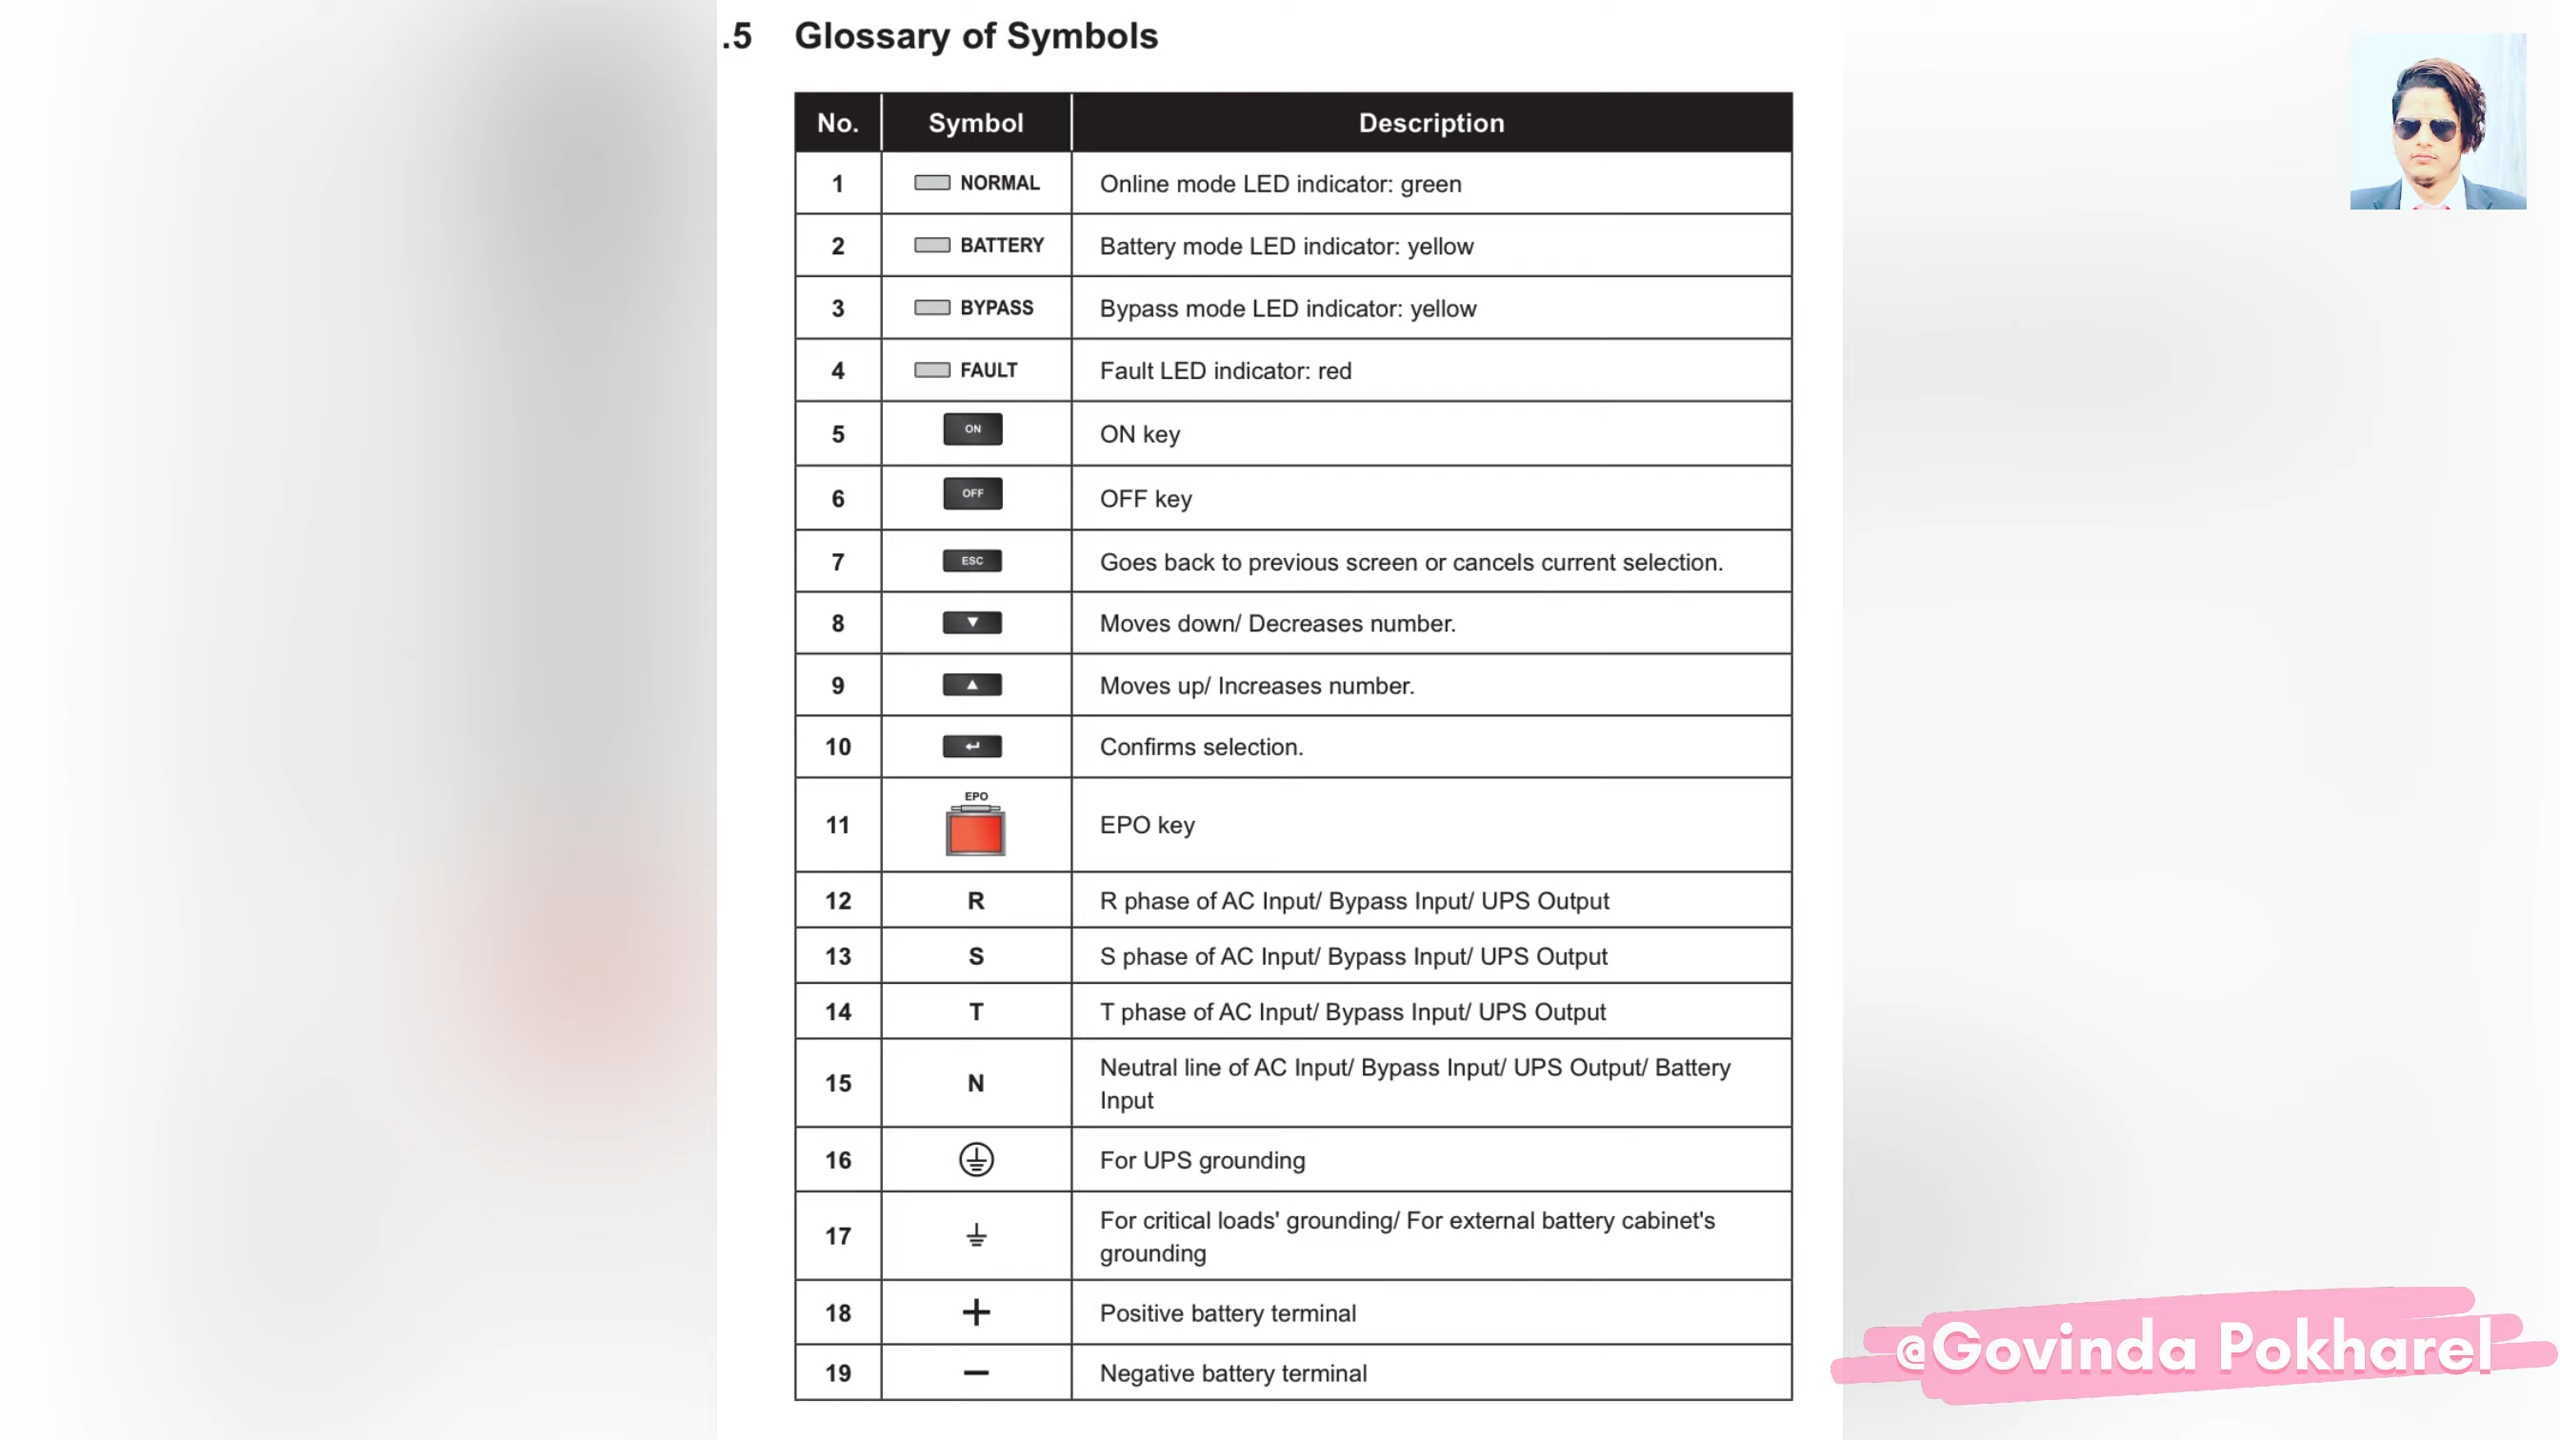 .5 Glossary of Symbols
No. Symbol Description
1 NORMAL Online mode LED indicator: green
2 BATTERY Battery mode LED indicator: yellow
3 BYPASS Bypass mode LED indicator: yellow
4 FAULT Fault LED indicator: red
5 ON ON key
6 OFF OFF key
7 ESC Goes back to previous screen or cancels current selection.
8 Moves down/ Decreases number.
9 Moves up/ Increases number.
10 Confirms selection.
11 EPO EPO key
12 R R phase of AC Input/ Bypass Input/ UPS Output
13 S S phase of AC Input/ Bypass Input/ UPS Output
14 T T phase of AC Input/ Bypass Input/ UPS Output
15 N Neutral line of AC Input/ Bypass Input/ UPS Output/ Battery
Input
16 For UPS grounding
17 For critical loads' grounding/ For external battery cabinet's
grounding
18 + Positive battery terminal
19 − Negative battery terminal
@Govinda Pokharel